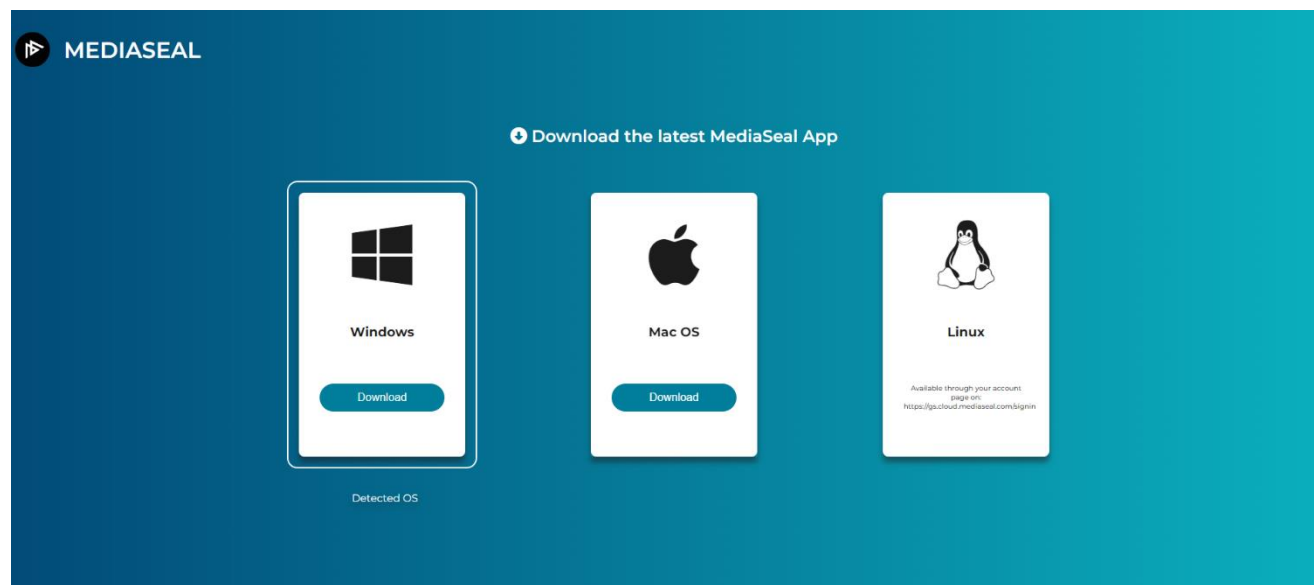 MEDIASEAL
Download the latest MediaSeal App
Windows
Download
Detected OS
Mac OS
Download
Linux
Available through your account
page on:
https://gs.cloud.mediaseal.com/signin